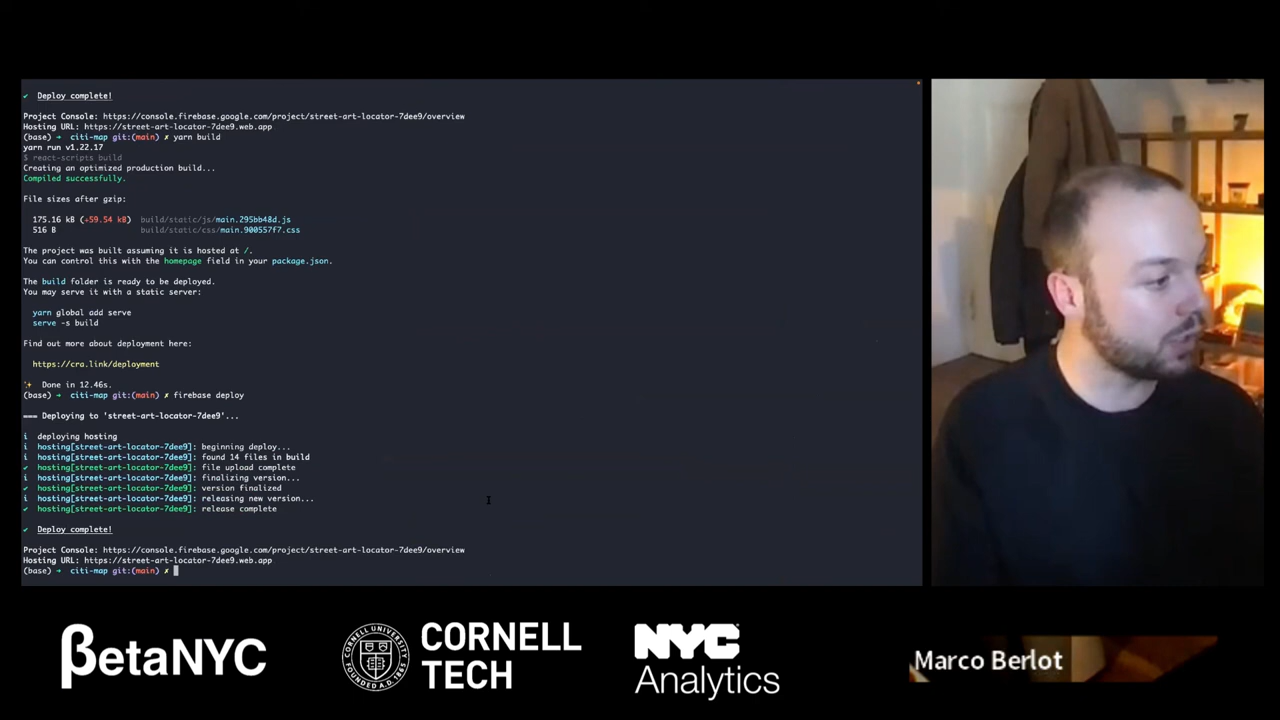 ✔ Deploy complete!
Project Console: https://console.firebase.google.com/project/street-art-locator-7dee9/overview
Hosting URL: https://street-art-locator-7dee9.web.app
(base) ➜ citi-map git:(main) ✗ yarn build
yarn run v1.22.17
$ react-scripts build
Creating an optimized production build...
Compiled successfully.
File sizes after gzip:
175.16 kB (+59.54 kB) build/static/js/main.295bb48d.js
516 B build/static/css/main.900557f7.css
The project was built assuming it is hosted at /.
You can control this with the homepage field in your package.json.
The build folder is ready to be deployed.
You may serve it with a static server:
yarn global add serve
serve -s build
Find out more about deployment here:
https://cra.link/deployment
✨ Done in 12.46s.
(base) ➜ citi-map git:(main) ✗ firebase deploy
=== Deploying to 'street-art-locator-7dee9'...
i deploying hosting
i hosting[street-art-locator-7dee9]: beginning deploy...
i hosting[street-art-locator-7dee9]: found 14 files in build
✔ hosting[street-art-locator-7dee9]: file upload complete
i hosting[street-art-locator-7dee9]: finalizing version...
✔ hosting[street-art-locator-7dee9]: version finalized
i hosting[street-art-locator-7dee9]: releasing new version...
✔ hosting[street-art-locator-7dee9]: release complete
✔ Deploy complete!
Project Console: https://console.firebase.google.com/project/street-art-locator-7dee9/overview
Hosting URL: https://street-art-locator-7dee9.web.app
(base) ➜ citi-map git:(main) ✗
βetaNYC
CORNELL
TECH
NYC
Analytics
Marco Berlot